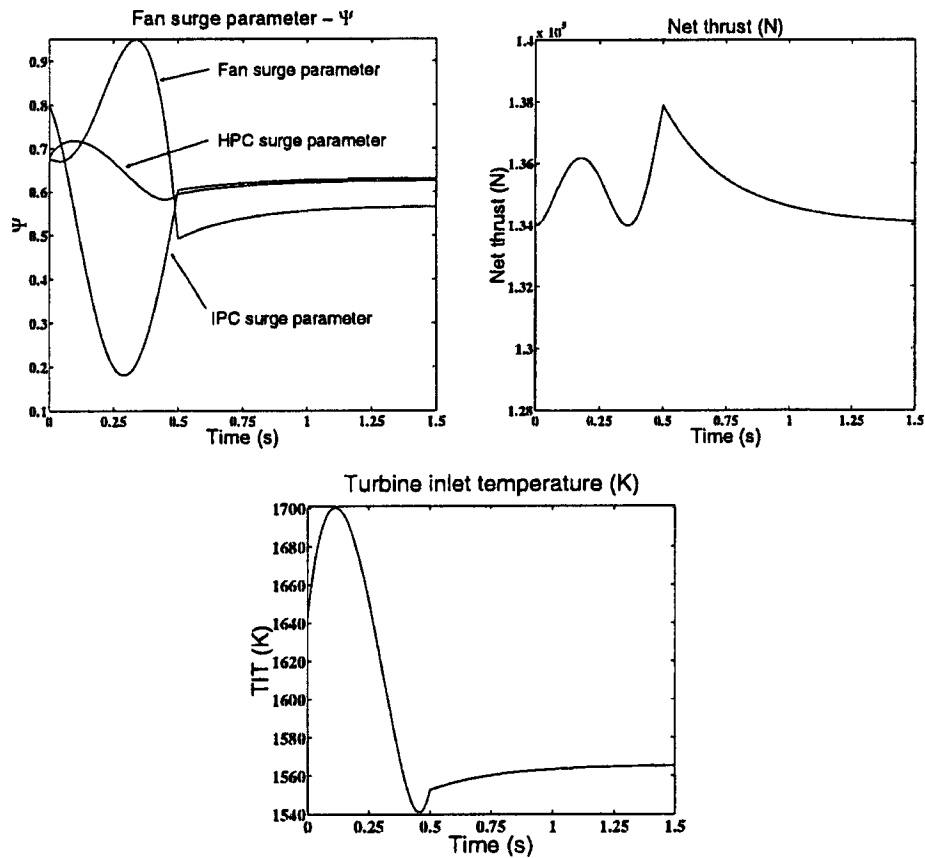 Fan surge parameter – Ψ
0.9
0.8
0.7
0.6
0.5
0.4
0.3
0.2
0.1
Ψ
Fan surge parameter
HPC surge parameter
IPC surge parameter
0 0.25 0.5 0.75 1 1.25 1.5
Time (s)
Net thrust (N)
x 10⁵
1.4
1.38
1.36
1.34
1.32
1.3
1.28
Net thrust (N)
0 0.25 0.5 0.75 1 1.25 1.5
Time (s)
Turbine inlet temperature (K)
1700
1680
1660
1640
1620
1600
1580
1560
1540
TIT (K)
0 0.25 0.5 0.75 1 1.25 1.5
Time (s)